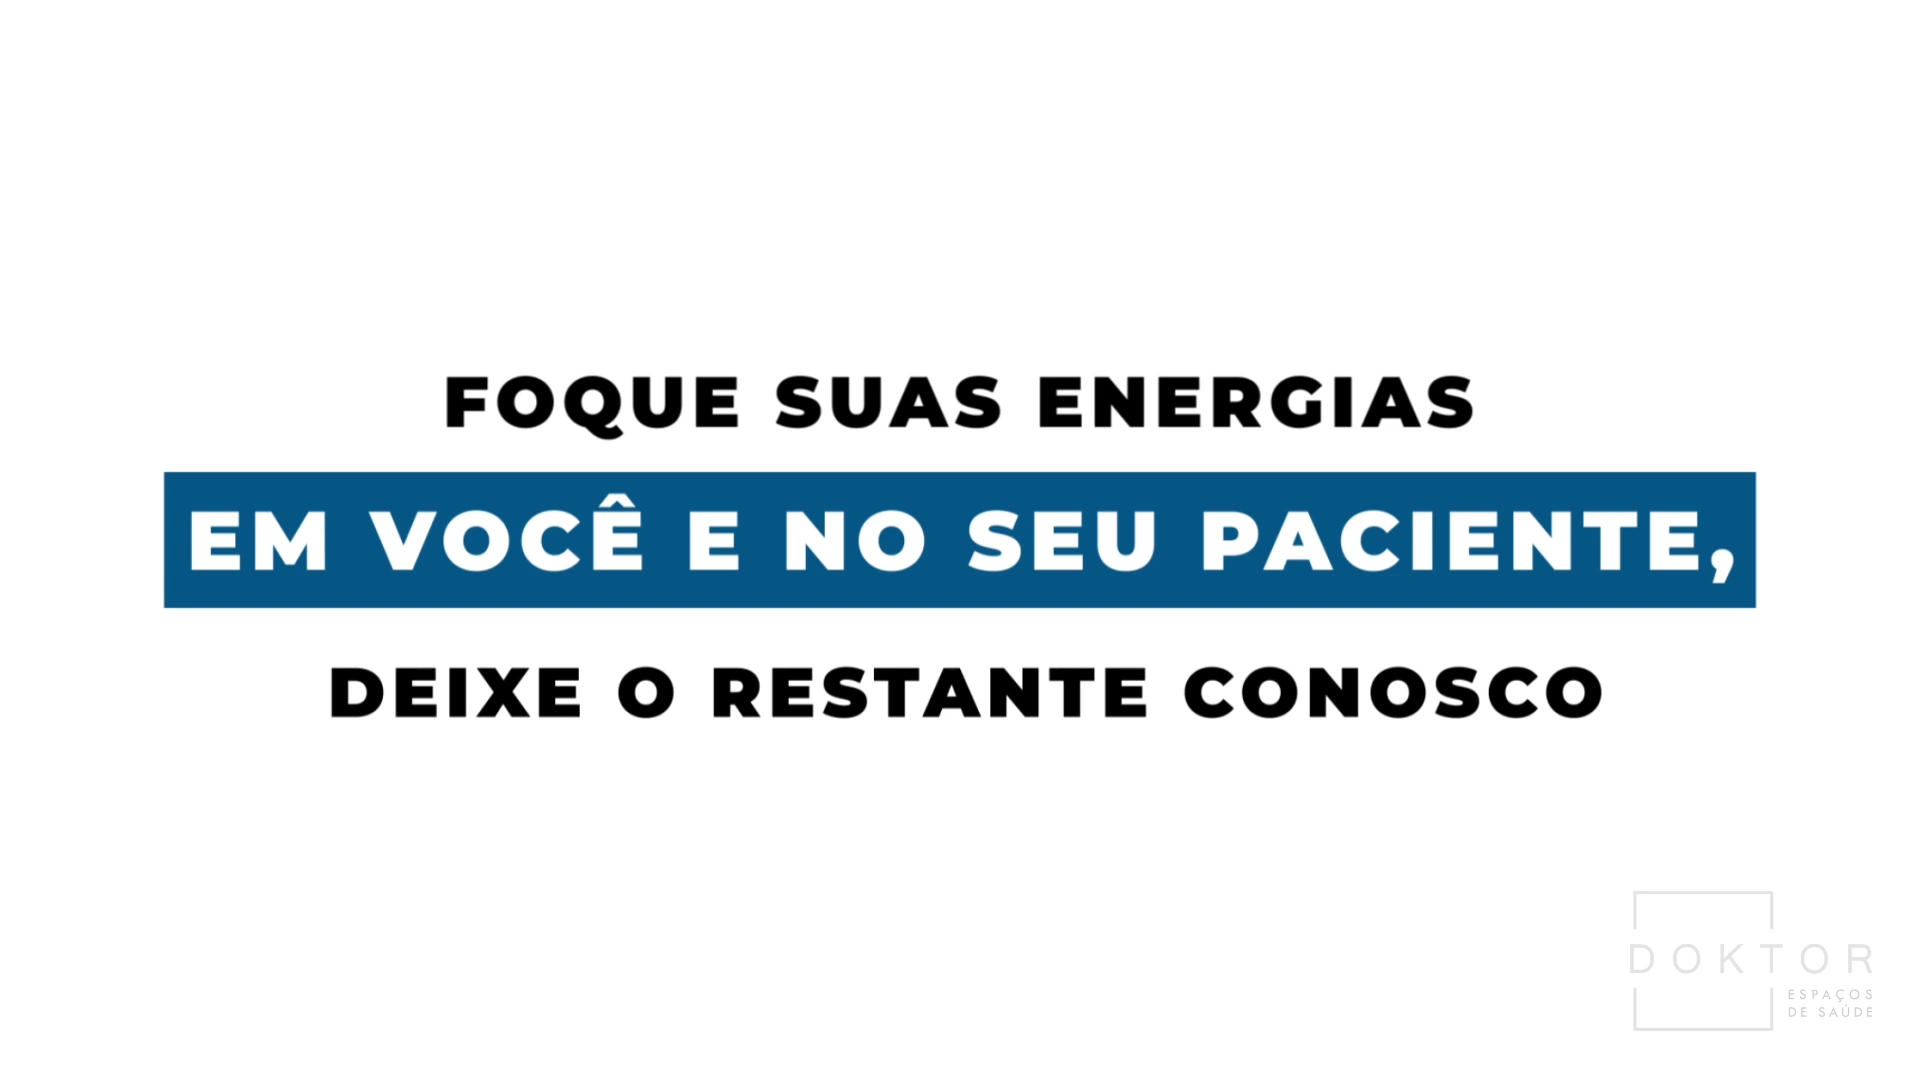 FOQUE SUAS ENERGIAS
EM VOCÊ E NO SEU PACIENTE,
DEIXE O RESTANTE CONOSCO
DOKTOR
ESPAÇOS
DE SAÚDE